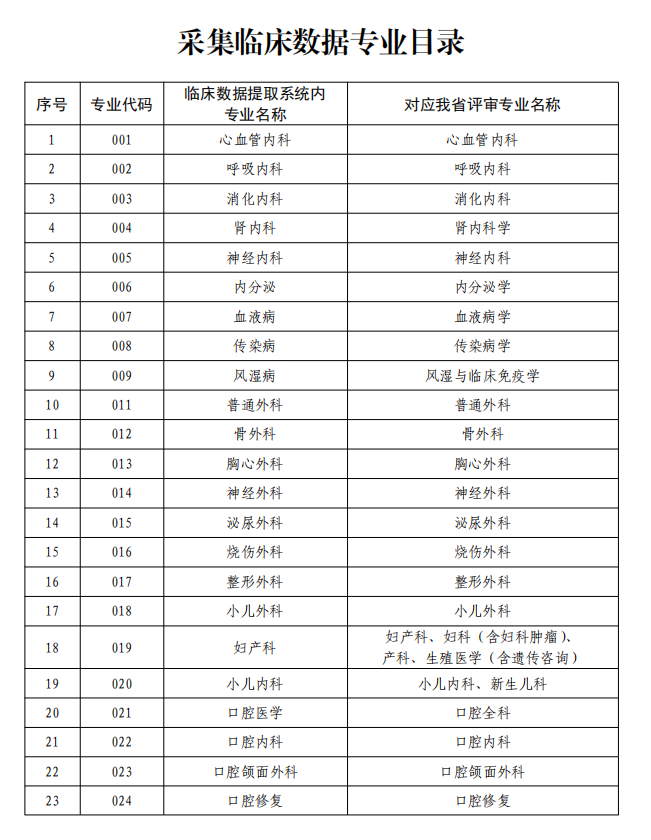 采集临床数据专业目录
序号 专业代码 临床数据提取系统内专业名称 对应我省评审专业名称
1 001 心血管内科 心血管内科
2 002 呼吸内科 呼吸内科
3 003 消化内科 消化内科
4 004 肾内科 肾内科学
5 005 神经内科 神经内科
6 006 内分泌 内分泌学
7 007 血液病 血液病学
8 008 传染病 传染病学
9 009 风湿病 风湿与临床免疫学
10 011 普通外科 普通外科
11 012 骨外科 骨外科
12 013 胸心外科 胸心外科
13 014 神经外科 神经外科
14 015 泌尿外科 泌尿外科
15 016 烧伤外科 烧伤外科
16 017 整形外科 整形外科
17 018 小儿外科 小儿外科
18 019 妇产科 妇产科、妇科（含妇科肿瘤）、
产科、生殖医学（含遗传咨询）
19 020 小儿内科 小儿内科、新生儿科
20 021 口腔医学 口腔全科
21 022 口腔内科 口腔内科
22 023 口腔颌面外科 口腔颌面外科
23 024 口腔修复 口腔修复